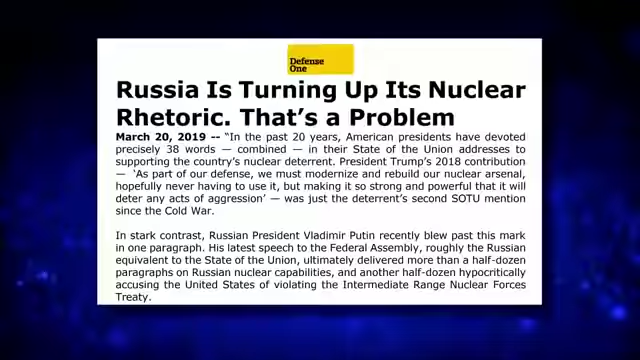 Defense
One
Russia Is Turning Up Its Nuclear
Rhetoric. That's a Problem
March 20, 2019 -- "In the past 20 years, American presidents have devoted
precisely 38 words — combined — in their State of the Union addresses to
supporting the country's nuclear deterrent. President Trump's 2018 contribution
— 'As part of our defense, we must modernize and rebuild our nuclear arsenal,
hopefully never having to use it, but making it so strong and powerful that it will
deter any acts of aggression' — was just the deterrent's second SOTU mention
since the Cold War.
In stark contrast, Russian President Vladimir Putin recently blew past this mark
in one paragraph. His latest speech to the Federal Assembly, roughly the Russian
equivalent to the State of the Union, ultimately delivered more than a half-dozen
paragraphs on Russian nuclear capabilities, and another half-dozen hypocritically
accusing the United States of violating the Intermediate Range Nuclear Forces
Treaty.